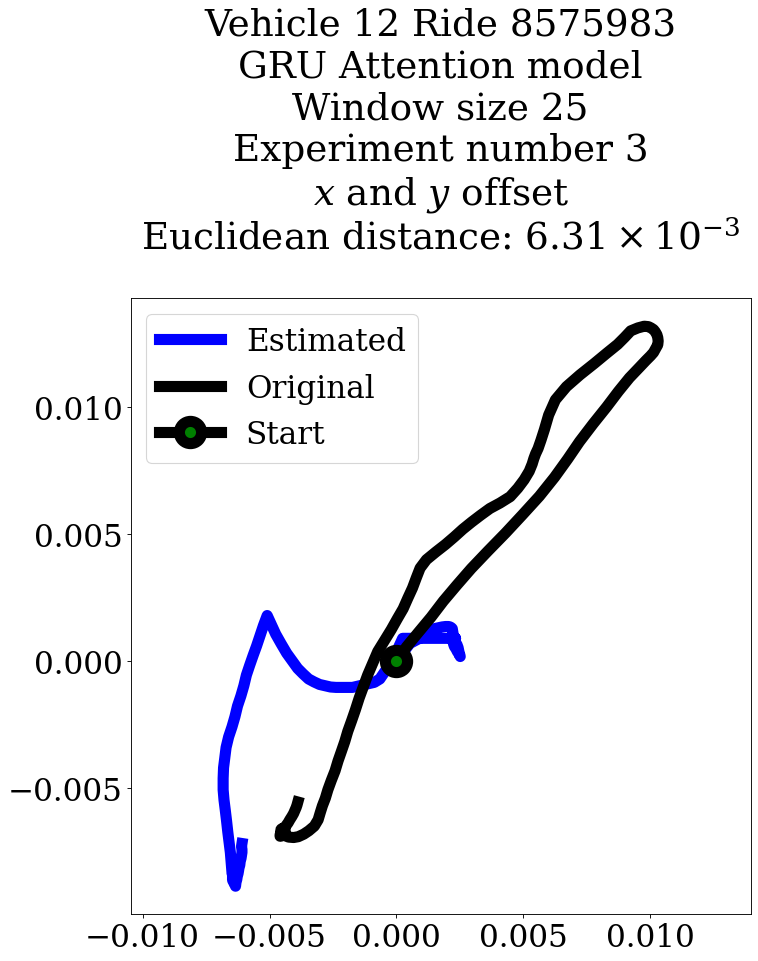 Vehicle 12 Ride 8575983
GRU Attention model
Window size 25
Experiment number 3
x and y offset
Euclidean distance: 6.31 × 10⁻³
Estimated
Original
Start
0.010
0.005
0.000
−0.005
−0.010 −0.005 0.000 0.005 0.010